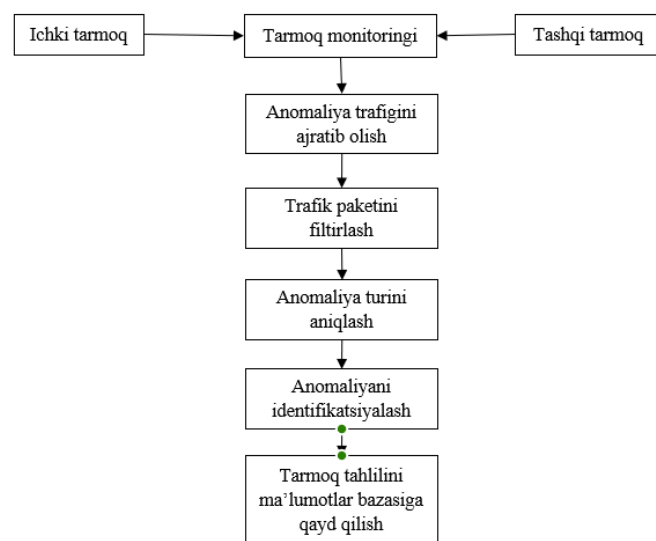 Ichki tarmoq
Tarmoq monitoringi
Tashqi tarmoq
Anomaliya trafigini
ajratib olish
Trafik paketini
filtirlash
Anomaliya turini
aniqlash
Anomaliyani
identifikatsiyalash
Tarmoq tahlilini
ma’lumotlar bazasiga
qayd qilish